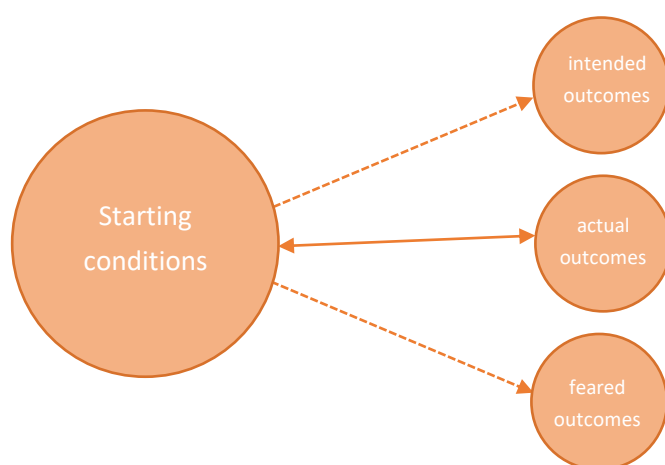 intended
outcomes
Starting
conditions
actual
outcomes
feared
outcomes